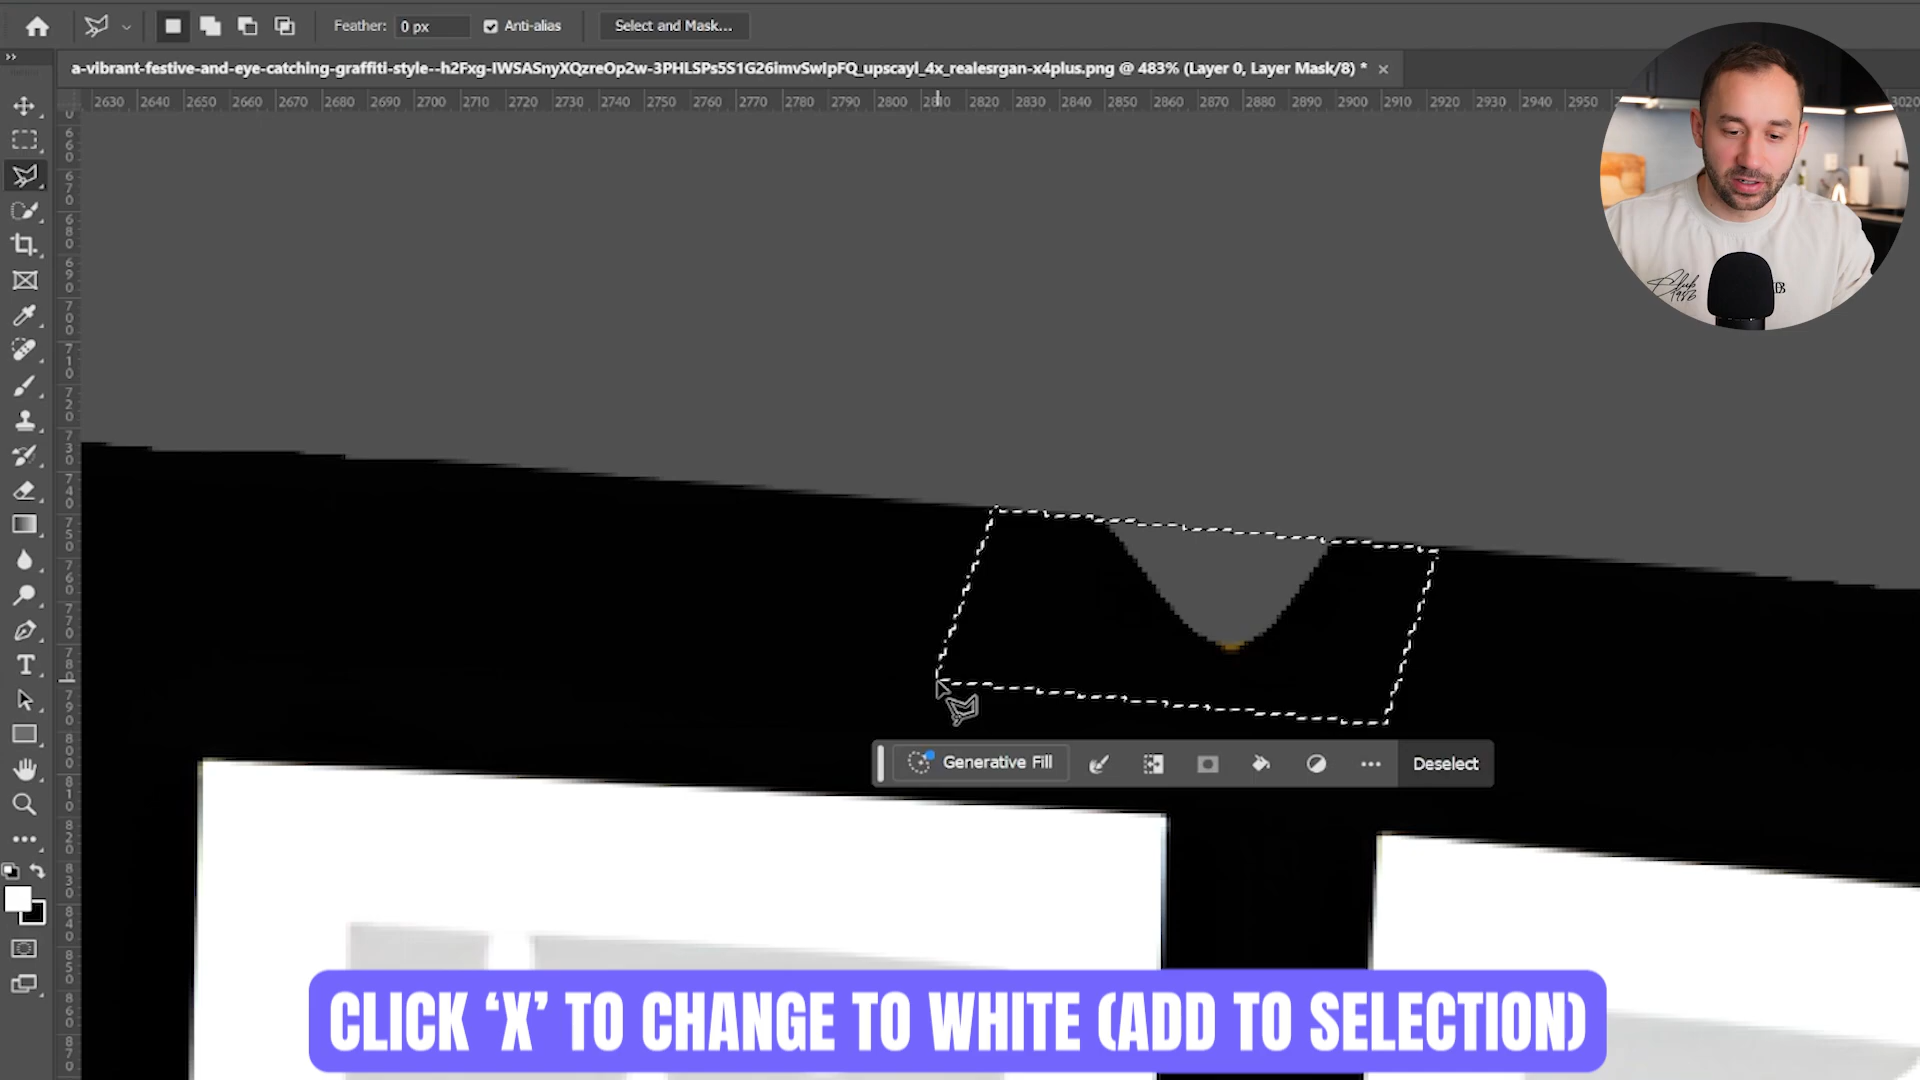 Feather: 0 px Anti-alias Select and Mask...
a-vibrant-festive-and-eye-catching-graffiti-style--h2Fxg-IWSASnyXQzreOp2w-3PHLSPs5S1G26imvSwIpFQ_upscayl_4x_realesrgan-x4plus.png @ 483% (Layer 0, Layer Mask/8) *
2630 2640 2650 2660 2670 2680 2690 2700 2710 2720 2730 2740 2750 2760 2770 2780 2790 2800 2810 2820 2830 2840 2850 2860 2870 2880 2890 2900 2910 2920 2930 2940 2950
Club
1983
Generative Fill Deselect
CLICK ‘X’ TO CHANGE TO WHITE (ADD TO SELECTION)